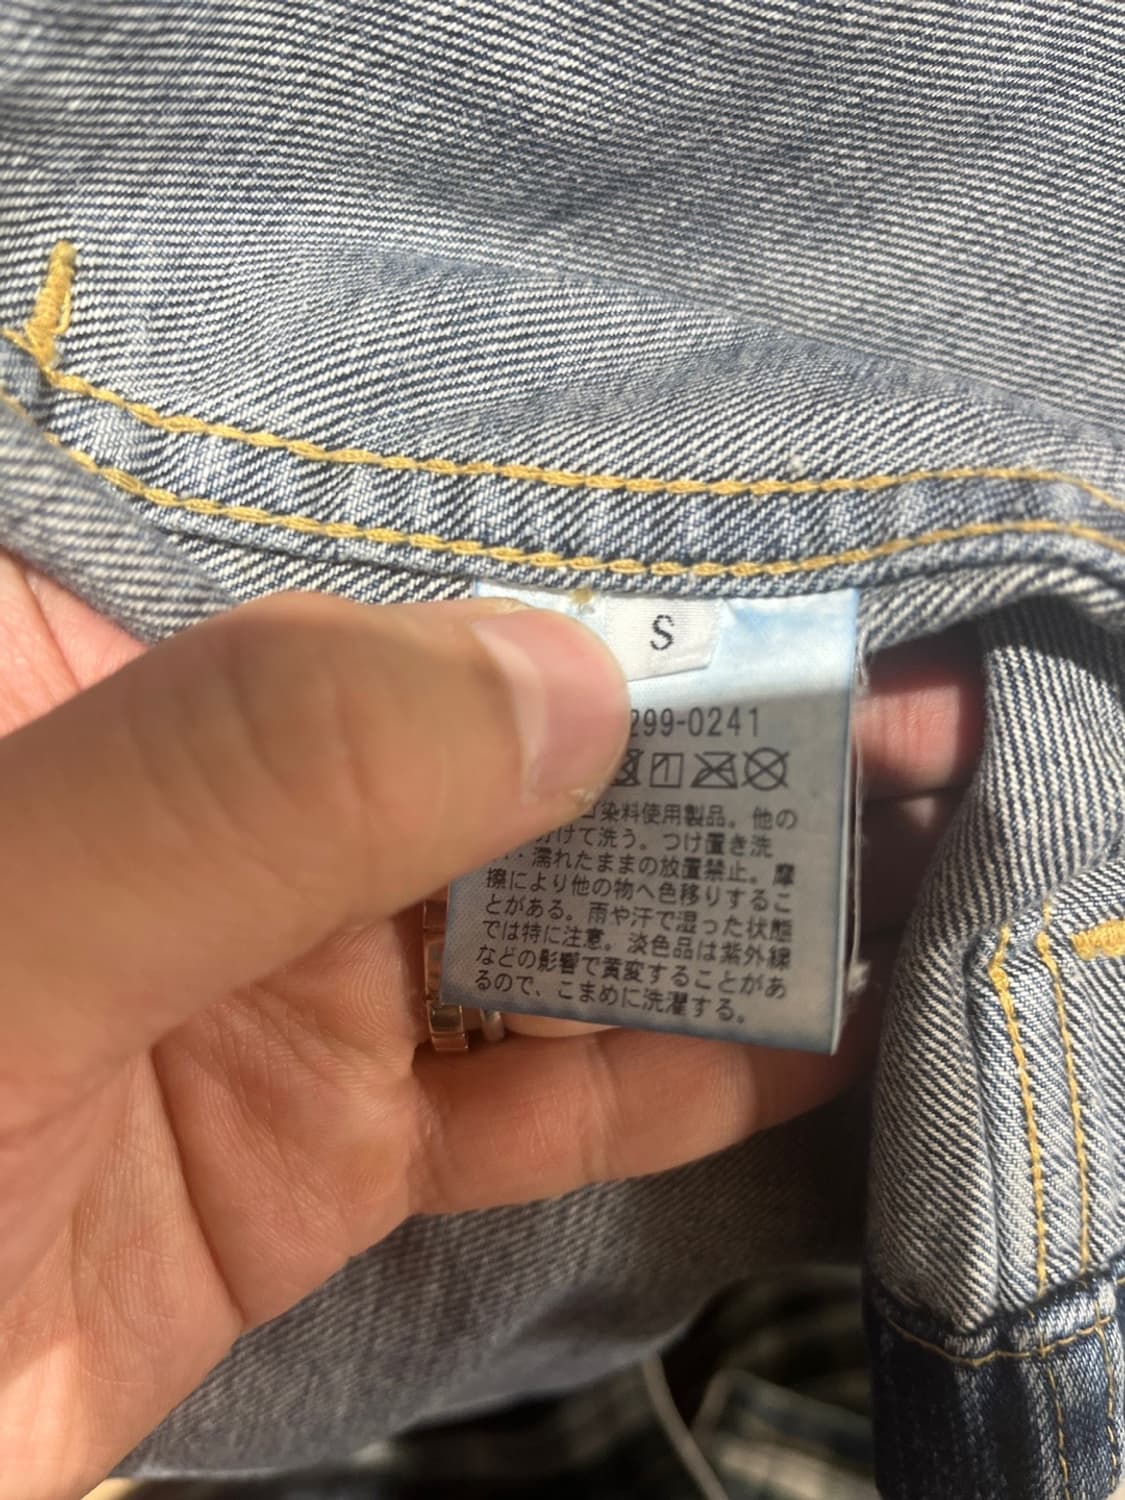 S
299-0241
染料使用製品。他の
分けて洗う。つけ置き洗
・濡れたままの放置禁止。摩
擦により他の物へ色移りするこ
とがある。雨や汗で湿った状態
では特に注意。淡色品は紫外線
などの影響で黄変することがあ
るので、こまめに洗濯する。